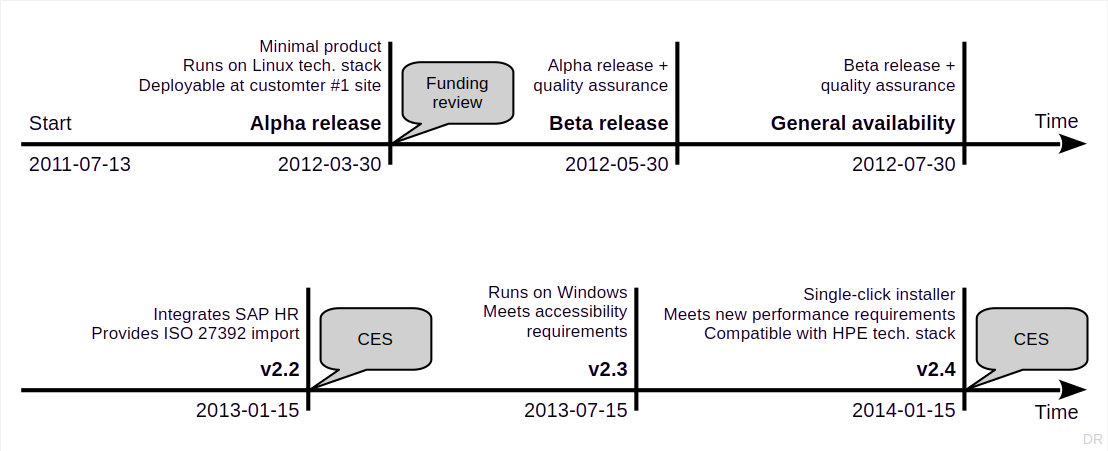 Minimal product
Runs on Linux tech. stack
Deployable at customter #1 site
Alpha release
Funding
review
Alpha release +
quality assurance
Beta release
Beta release +
quality assurance
General availability
Start
Time
2011-07-13
2012-03-30
2012-05-30
2012-07-30
Integrates SAP HR
Provides ISO 27392 import
v2.2
CES
Runs on Windows
Meets accessibility
requirements
v2.3
Single-click installer
Meets new performance requirements
Compatible with HPE tech. stack
v2.4
CES
2013-01-15
2013-07-15
2014-01-15
Time
DR